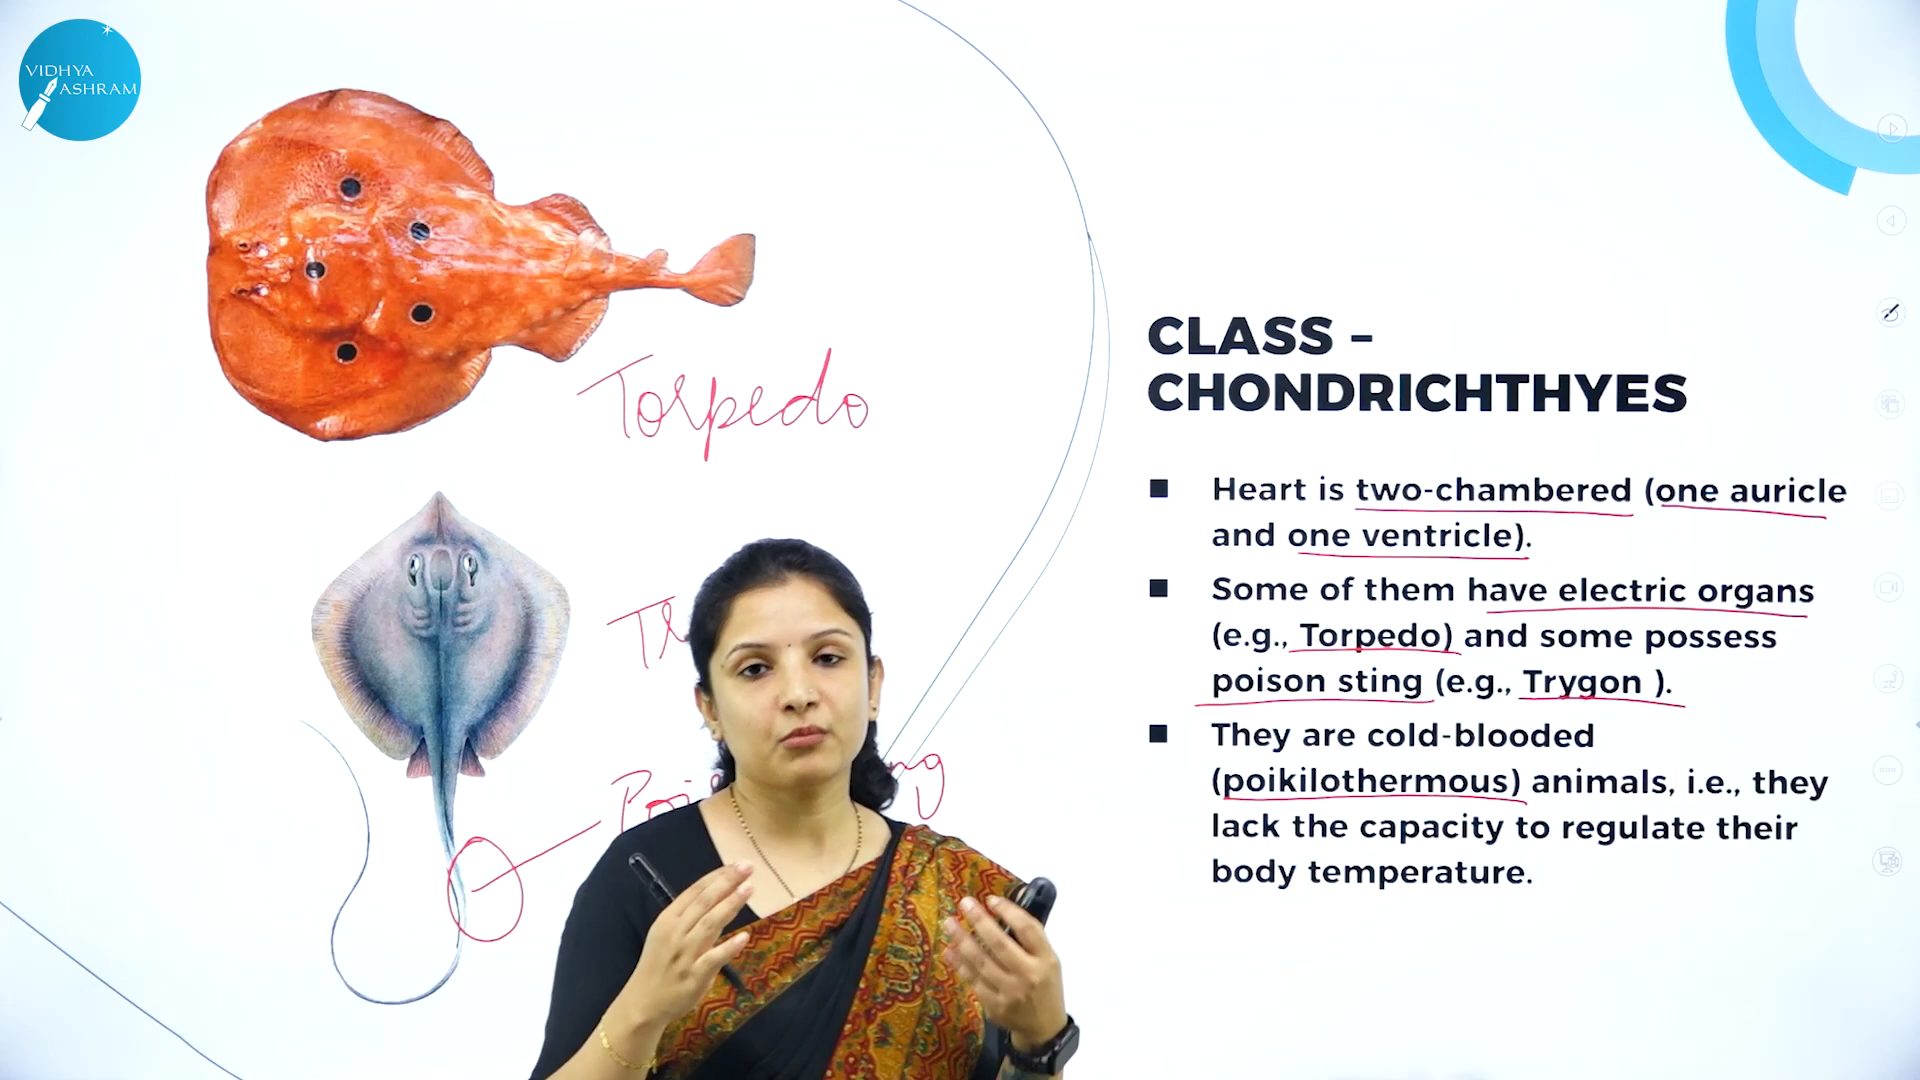 VIDHYA
ASHRAM
Torpedo
CLASS –
CHONDRICHTHYES
■ Heart is two-chambered (one auricle
and one ventricle).
■ Some of them have electric organs
(e.g., Torpedo) and some possess
poison sting (e.g., Trygon ).
■ They are cold-blooded
(poikilothermous) animals, i.e., they
lack the capacity to regulate their
body temperature.